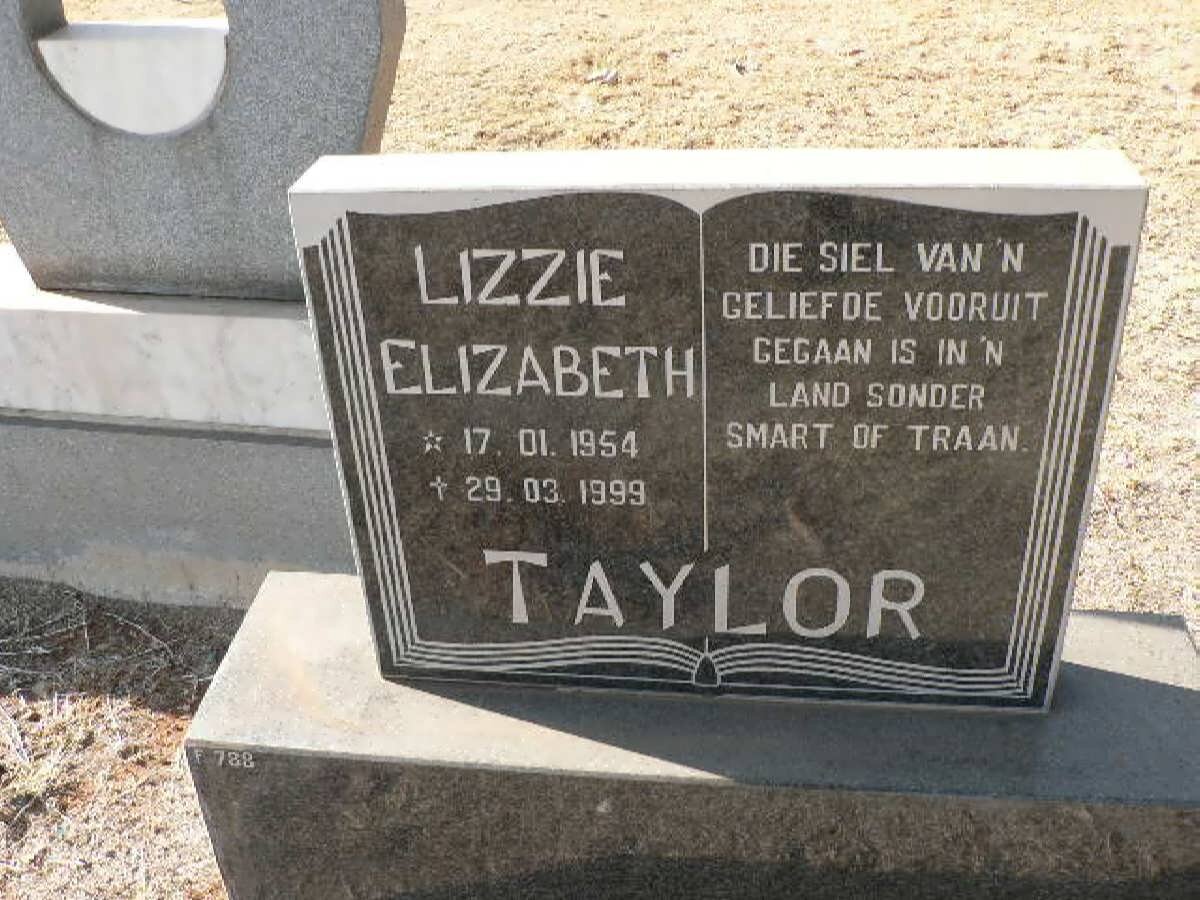 LIZZIE
ELIZABETH
☆ 17. 01. 1954
† 29. 03. 1999
DIE SIEL VAN 'N
GELIEFDE VOORUIT
GEGAAN IS IN 'N
LAND SONDER
SMART OF TRAAN.
TAYLOR
F 788